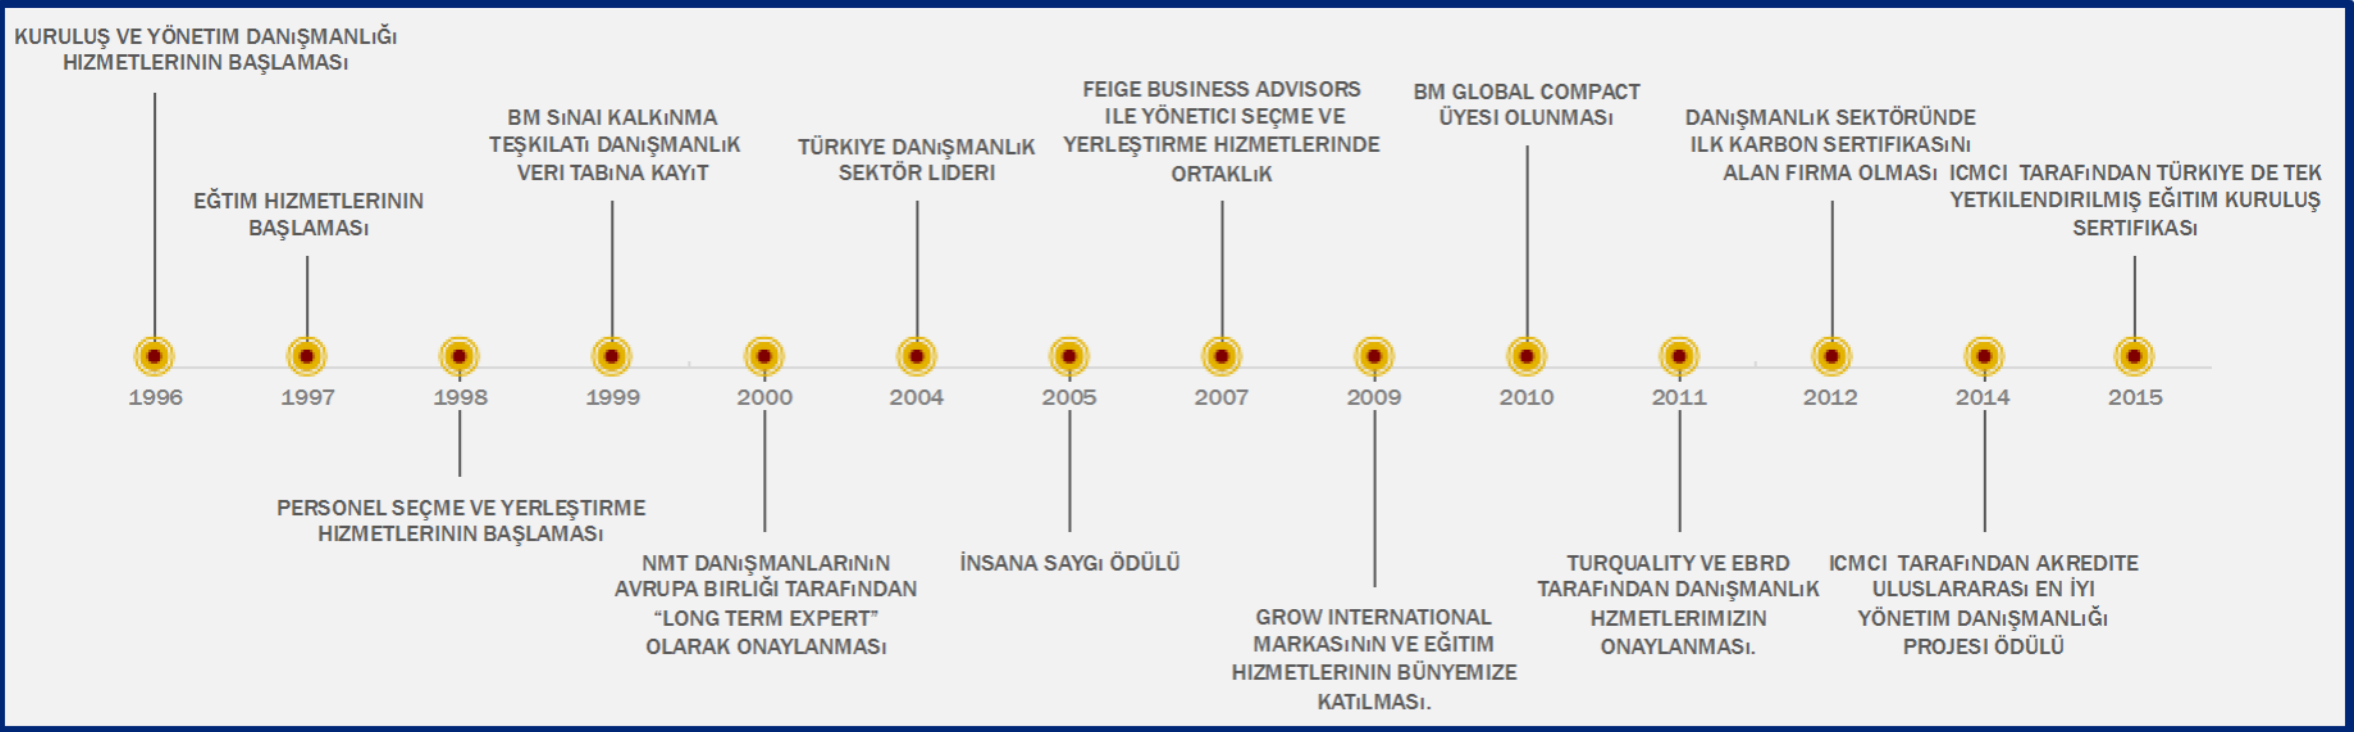 KURULUŞ VE YÖNETIM DANıŞMANLıĞı
HIZMETLERININ BAŞLAMASı
EĞTIM HIZMETLERININ
BAŞLAMASı
BM SıNAI KALKıNMA
TEŞKILATı DANıŞMANLıK
VERI TABıNA KAYıT
TÜRKIYE DANıŞMANLıK
SEKTÖR LIDERI
FEIGE BUSINESS ADVISORS
ILE YÖNETICI SEÇME VE
YERLEŞTIRME HIZMETLERINDE
ORTAKLıK
BM GLOBAL COMPACT
ÜYESI OLUNMASı
DANıŞMANLıK SEKTÖRÜNDE
ILK KARBON SERTIFIKASıNı
ALAN FIRMA OLMASı
ICMCI TARAFıNDAN TÜRKIYE DE TEK
YETKILENDIRILMIŞ EĞITIM KURULUŞ
SERTIFIKASı
1996
1997
1998
1999
2000
2004
2005
2007
2009
2010
2011
2012
2014
2015
PERSONEL SEÇME VE YERLEŞTIRME
HIZMETLERININ BAŞLAMASı
NMT DANıŞMANLARıNıN
AVRUPA BIRLIĞI TARAFıNDAN
“LONG TERM EXPERT”
OLARAK ONAYLANMASı
İNSANA SAYGı ÖDÜLÜ
GROW INTERNATIONAL
MARKASıNıN VE EĞITIM
HIZMETLERININ BÜNYEMIZE
KATıLMASı.
TURQUALITY VE EBRD
TARAFıNDAN DANıŞMANLıK
HZMETLERIMIZIN
ONAYLANMASı.
ICMCI TARAFıNDAN AKREDITE
ULUSLARARASı EN İYI
YÖNETIM DANıŞMANLıĞı
PROJESI ÖDÜLÜ